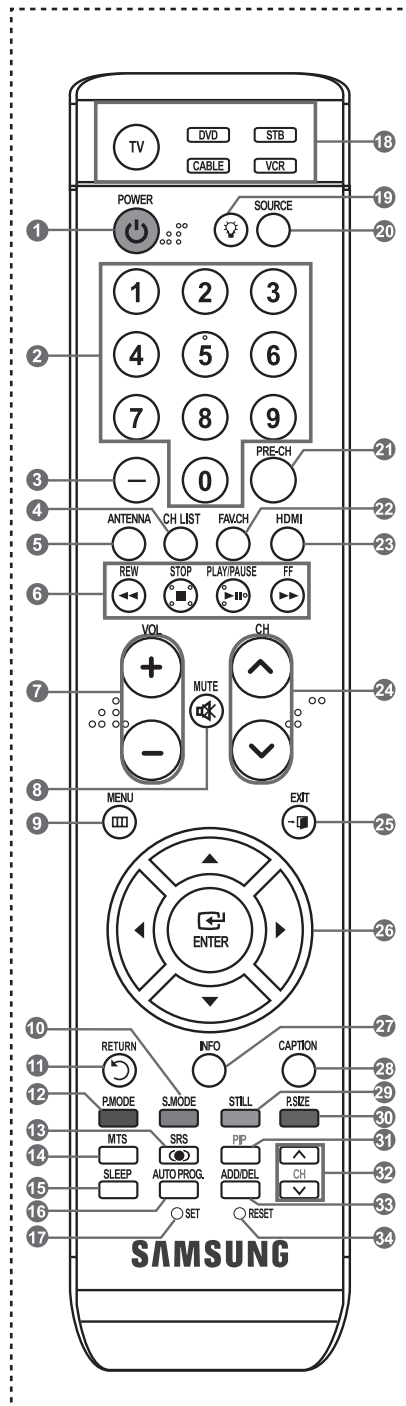 TV DVD STB 18
CABLE VCR
POWER SOURCE 19
1 20
1 2 3
2 4 5 6
7 8 9
PRE-CH 21
3 — 0
4 ANTENNA CH LIST FAV.CH HDMI 22
5 23
REW STOP PLAY/PAUSE FF
6
VOL CH
7 + MUTE 24
−
8
MENU EXIT
9 25
ENTER 26
10 27
RETURN INFO CAPTION
11 28
12 P.MODE S.MODE STILL P.SIZE 29
30
13 MTS SRS PIP 31
14
CH 32
15 SLEEP AUTO PROG. ADD/DEL
16 33
17 SET RESET 34
SAMSUNG